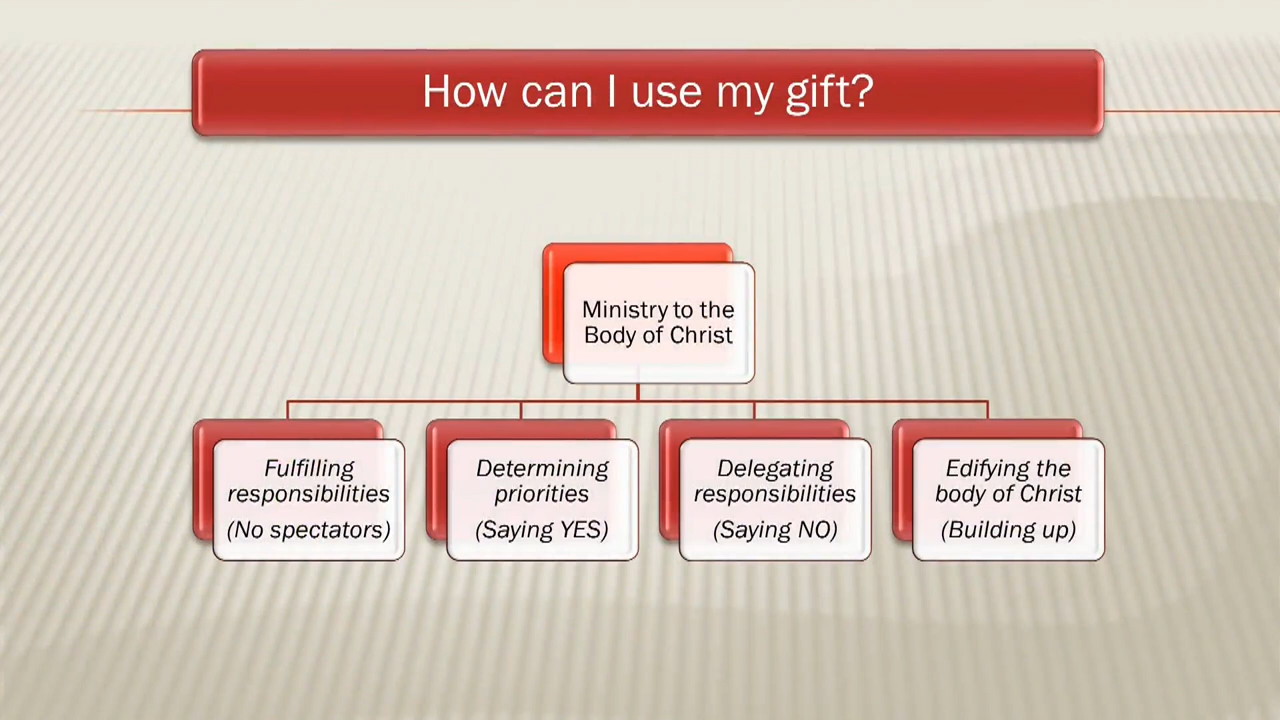 How can I use my gift?
Ministry to the
Body of Christ
Fulfilling
responsibilities
(No spectators)
Determining
priorities
(Saying YES)
Delegating
responsibilities
(Saying NO)
Edifying the
body of Christ
(Building up)